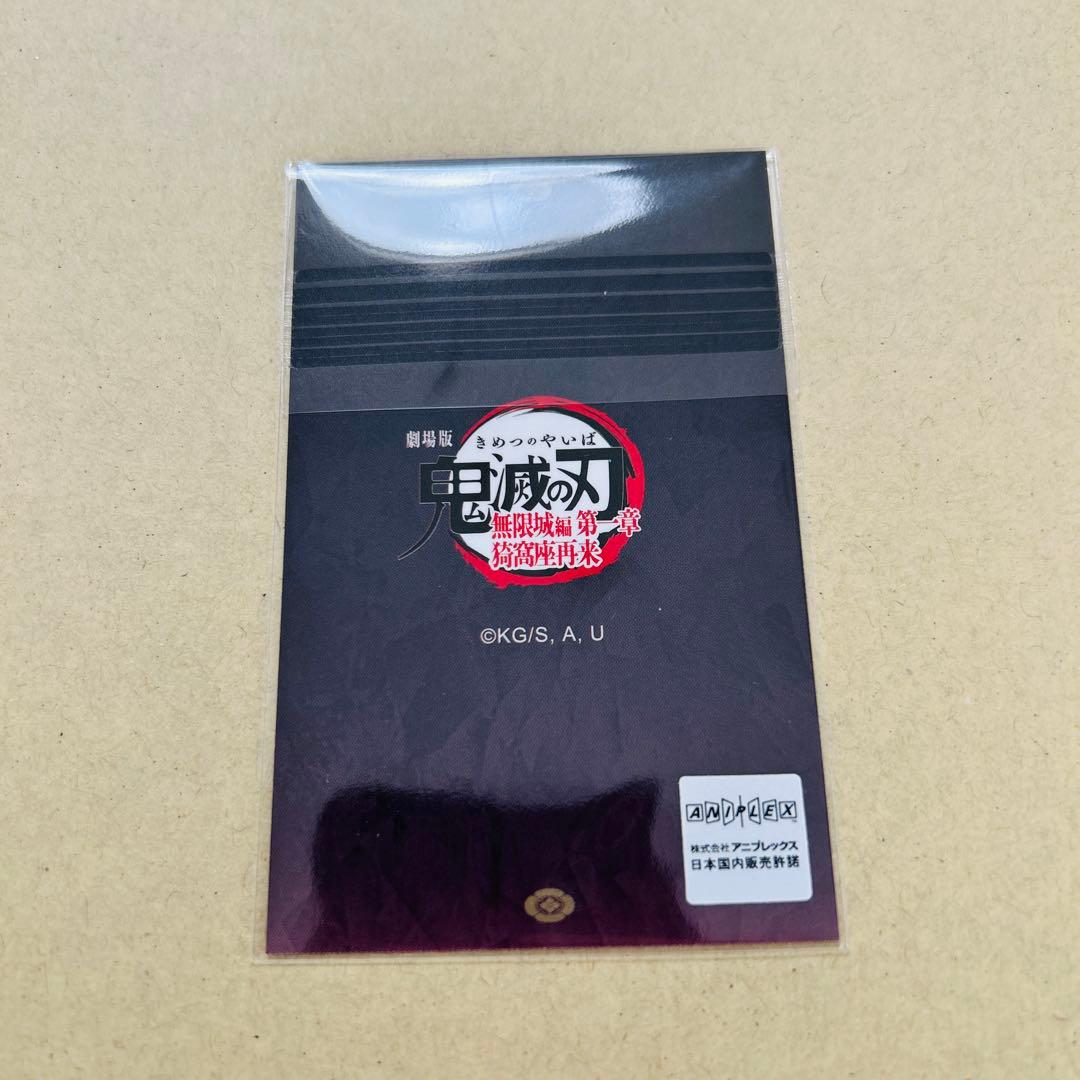 劇場版
きめつのやいば
鬼滅の刃
無限城編 第一章
猗窩座再来
©KG/S, A, U
ANIPLEX™
株式会社アニプレックス
日本国内販売許諾